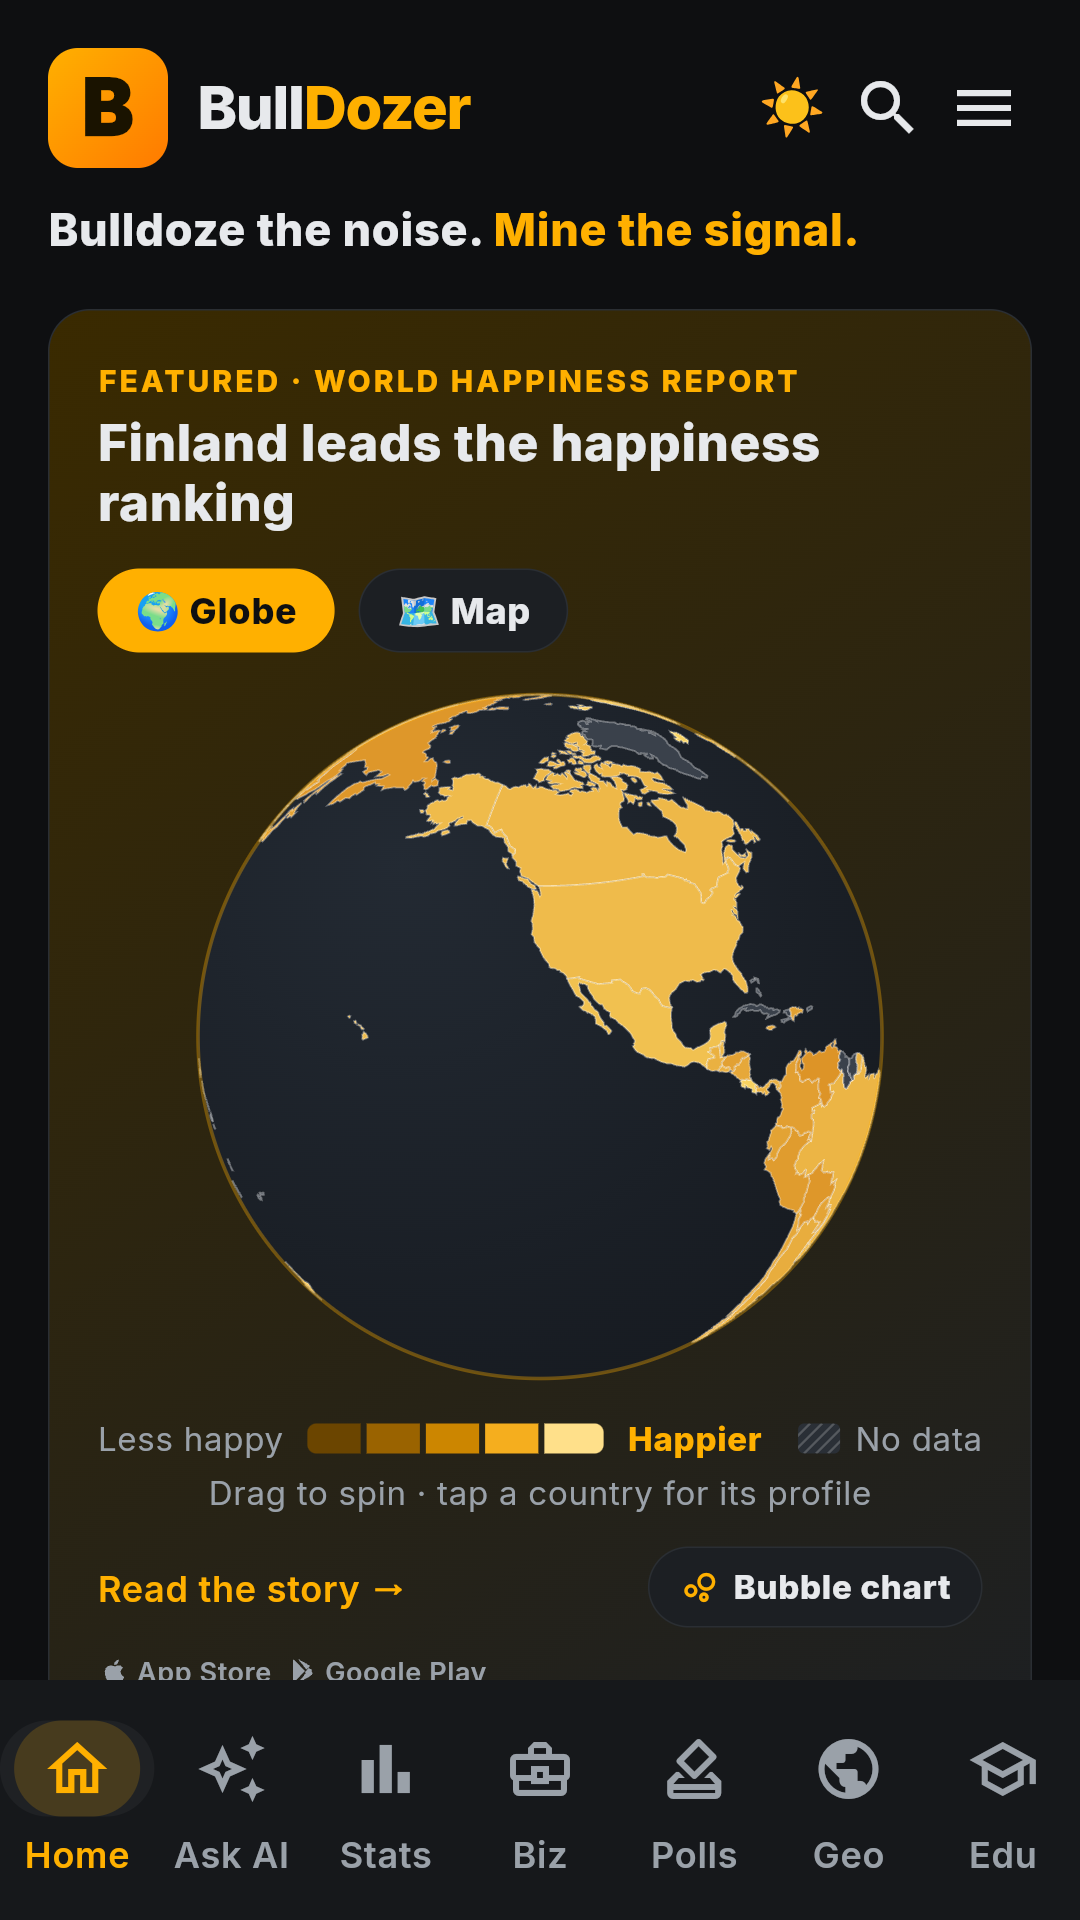 B BullDozer
Bulldoze the noise. Mine the signal.
FEATURED · WORLD HAPPINESS REPORT
Finland leads the happiness
ranking
Globe Map
Less happy Happier No data
Drag to spin · tap a country for its profile
Read the story → Bubble chart
App Store Google Play
Home Ask AI Stats Biz Polls Geo Edu